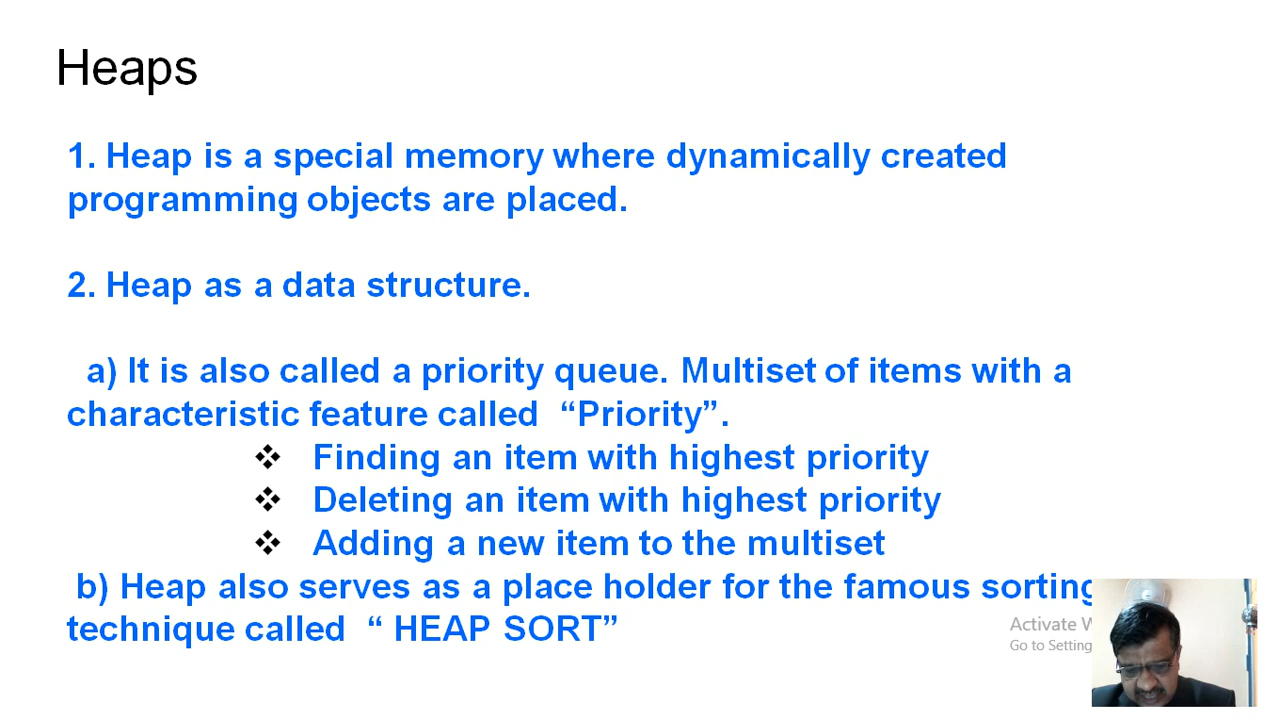 Heaps
1. Heap is a special memory where dynamically created
programming objects are placed.
2. Heap as a data structure.
a) It is also called a priority queue. Multiset of items with a
characteristic feature called “Priority”.
❖ Finding an item with highest priority
❖ Deleting an item with highest priority
❖ Adding a new item to the multiset
b) Heap also serves as a place holder for the famous sorting
technique called “ HEAP SORT”
Activate
Go to Setting